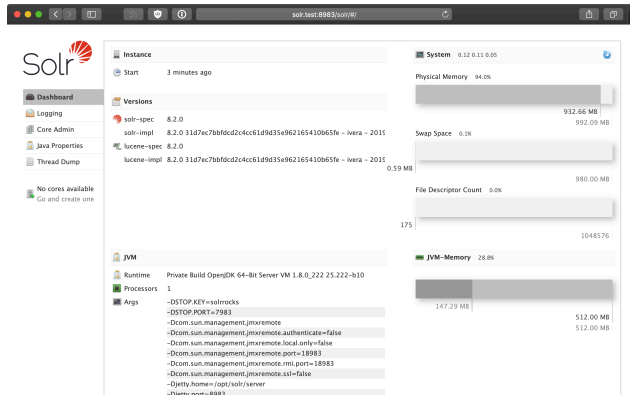 solr.test:8983/solr/#/
Solr
Dashboard
Logging
Core Admin
Java Properties
Thread Dump
No cores available
Go and create one
Instance
Start 3 minutes ago
Versions
solr-spec 8.2.0
solr-impl 8.2.0 31d7ec7bbfdcd2c4cc61d9d35e962165410b65fe - ivera - 2019
lucene-spec 8.2.0
lucene-impl 8.2.0 31d7ec7bbfdcd2c4cc61d9d35e962165410b65fe - ivera - 2019
System 0.12 0.11 0.05
Physical Memory 94.0%
932.66 MB
992.09 MB
Swap Space 0.1%
0.59 MB
980.00 MB
File Descriptor Count 0.0%
175
1048576
JVM
Runtime Private Build OpenJDK 64-Bit Server VM 1.8.0_222 25.222-b10
Processors 1
Args -DSTOP.KEY=solrrocks
-DSTOP.PORT=7983
-Dcom.sun.management.jmxremote
-Dcom.sun.management.jmxremote.authenticate=false
-Dcom.sun.management.jmxremote.local.only=false
-Dcom.sun.management.jmxremote.port=18983
-Dcom.sun.management.jmxremote.rmi.port=18983
-Dcom.sun.management.jmxremote.ssl=false
-Djetty.home=/opt/solr/server
-Djetty.port=8983
JVM-Memory 28.8%
147.29 MB
512.00 MB
512.00 MB